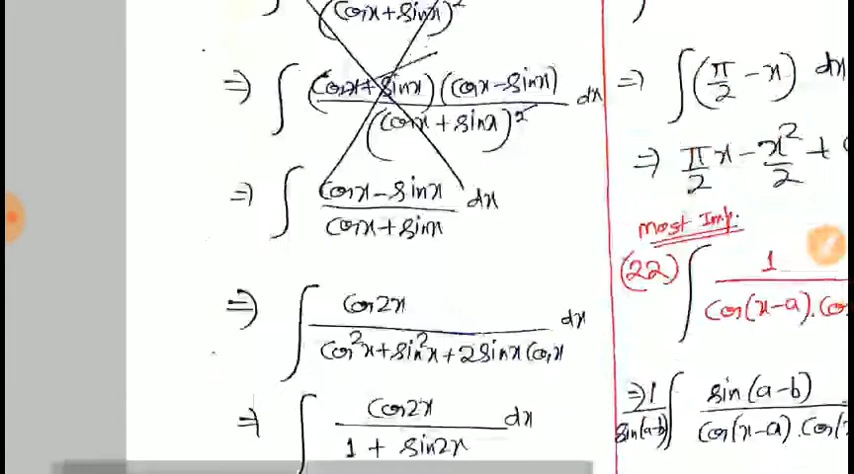 ∫ (cosx+sinx)²
⇒ ∫ (cosx+sinx)(cosx-sinx) / (cosx+sinx)² dx
⇒ ∫ cosx-sinx / cosx+sinx dx
⇒ ∫ cos2x / cos²x+sin²x+2sinx cosx dx
⇒ ∫ cos2x / 1 + sin2x dx
⇒ ∫(π/2 - x) dx
⇒ π/2 x - x²/2 +
Most Imp.
(22) ∫ 1 / cos(x-a).co
⇒ 1/sin(a-b) ∫ sin(a-b) / cos(x-a).cos(